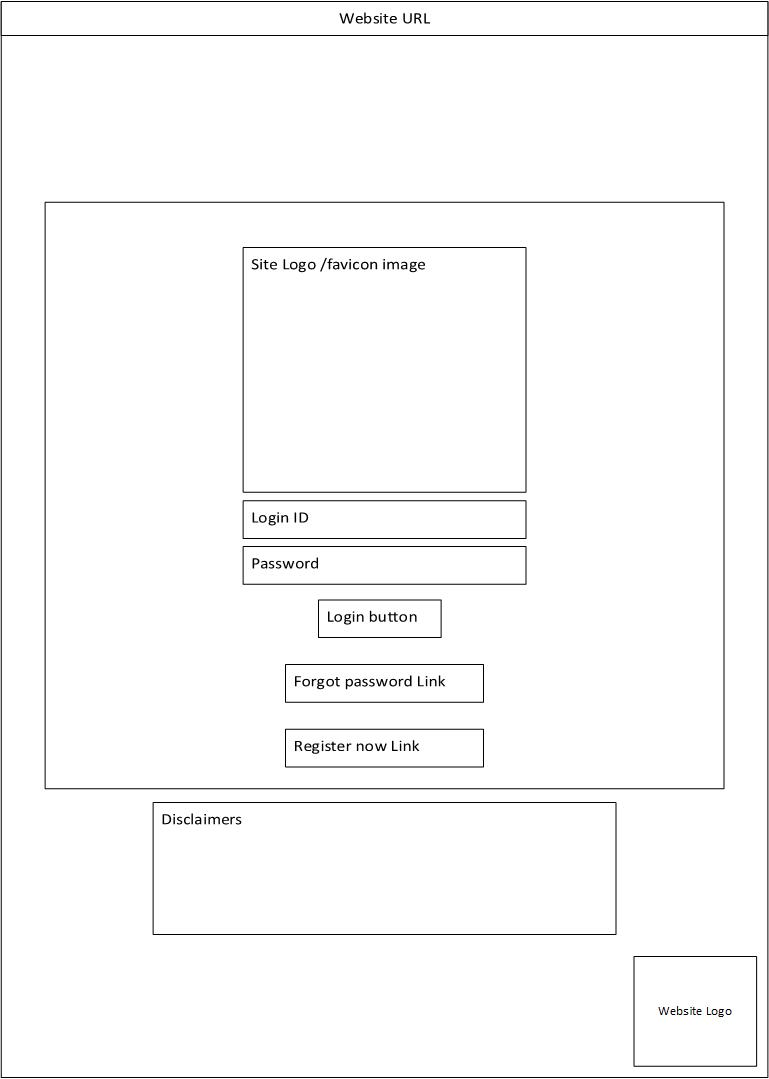 Website URL
Site Logo /favicon image
Login ID
Password
Login button
Forgot password Link
Register now Link
Disclaimers
Website Logo